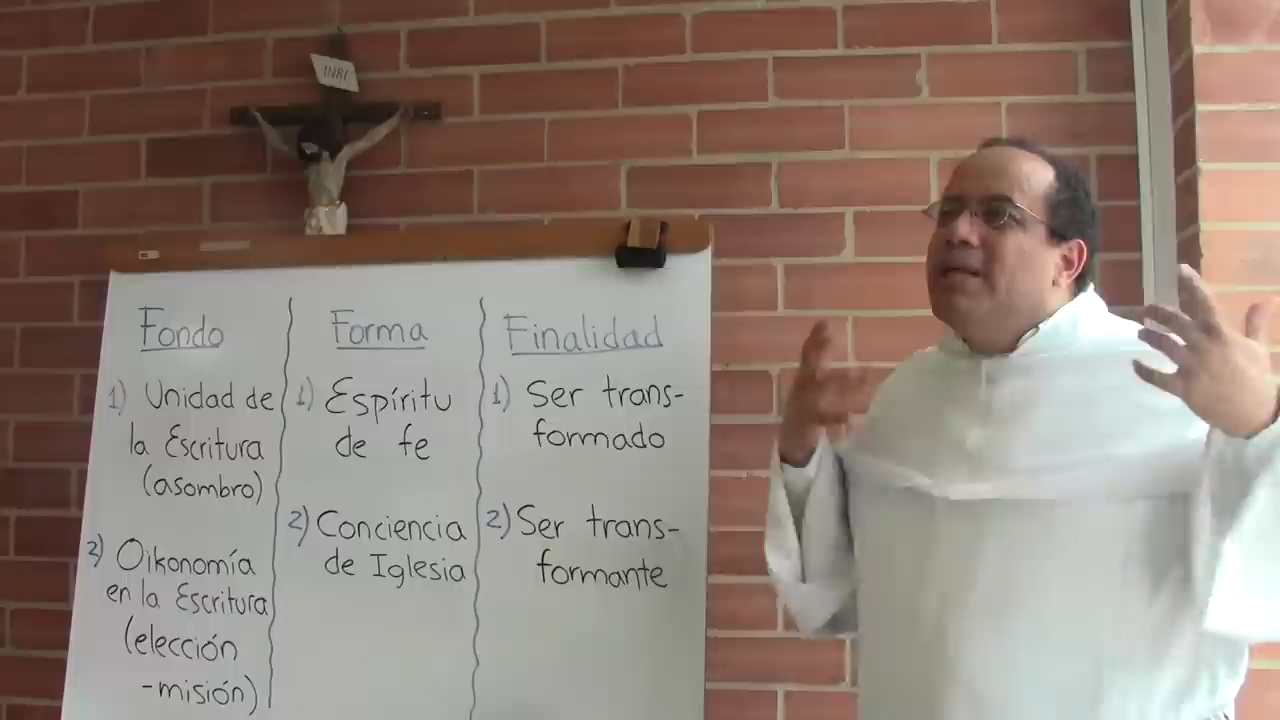 INRI
Fondo
1) Unidad de
la Escritura
(asombro)
2) Oikonomía
en la Escritura
(elección
-misión)
Forma
1) Espíritu
de fe
2) Conciencia
de Iglesia
Finalidad
1) Ser trans-
formado
2) Ser trans-
formante